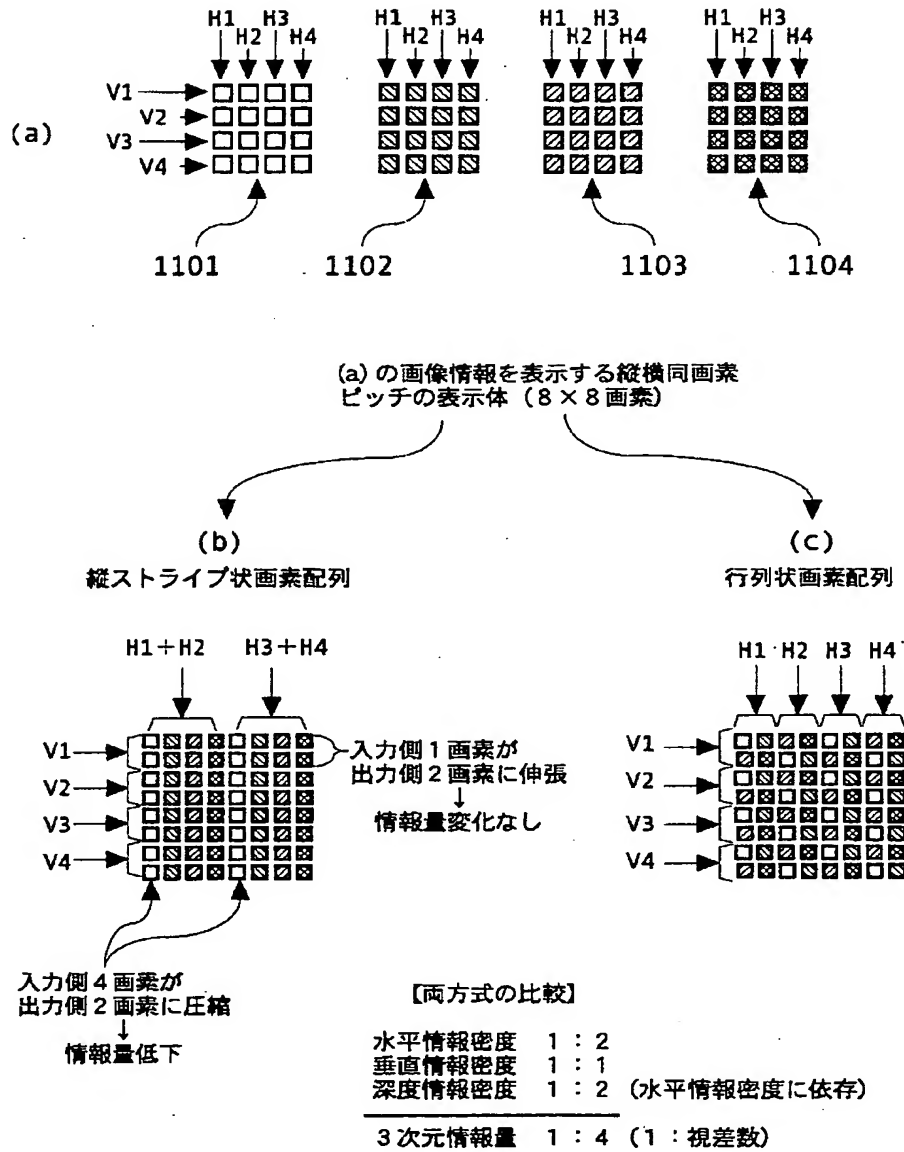 H1 H3 H1 H3 H1 H3 H1 H3
H2 H4 H2 H4 H2 H4 H2 H4
V1
V2
(a)
V3
V4
1101 1102 1103 1104
(a)の画像情報を表示する縦横同画素
ピッチの表示体(8×8画素)
(b)
縦ストライプ状画素配列
(c)
行列状画素配列
H1+H2 H3+H4
V1
V2
V3
V4
入力側1画素が
出力側2画素に伸張
↓
情報量変化なし
H1 H2 H3 H4
V1
V2
V3
V4
入力側4画素が
出力側2画素に圧縮
↓
情報量低下
【両方式の比較】
水平情報密度 1:2
垂直情報密度 1:1
深度情報密度 1:2 (水平情報密度に依存)
3次元情報量 1:4 (1:視差数)